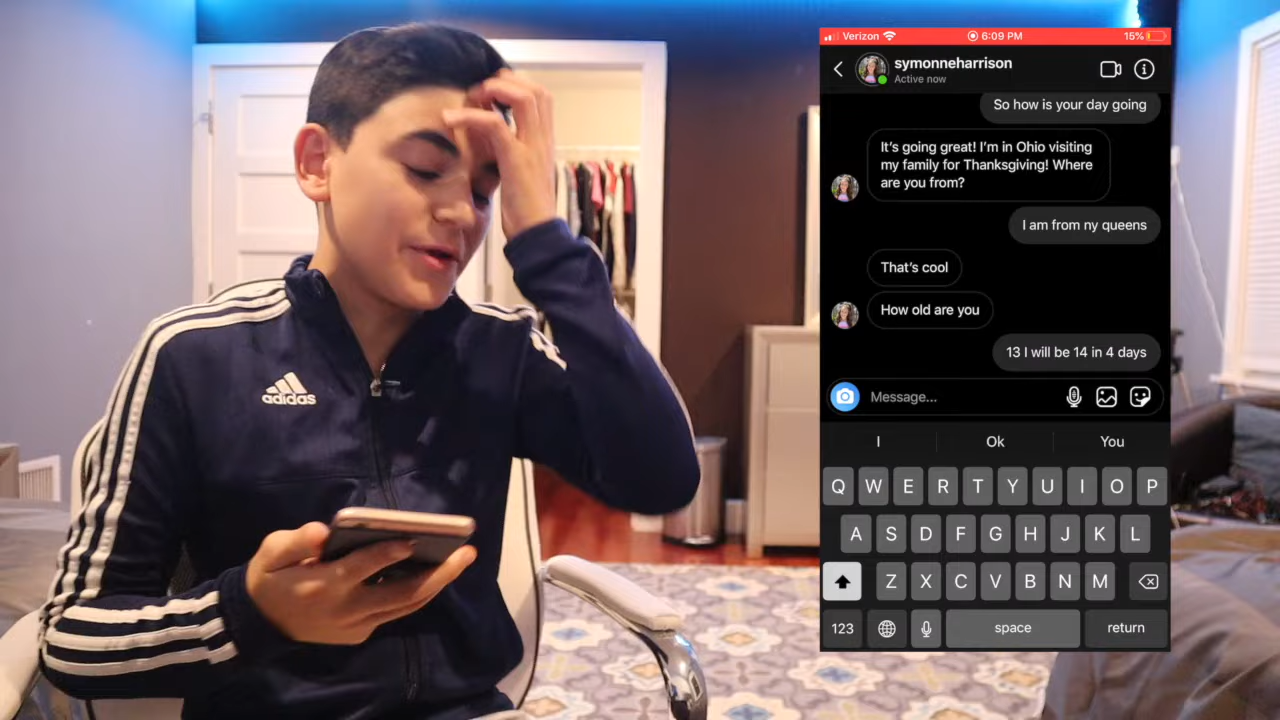 adidas
Verizon 6:09 PM 15%
symonneharrison
Active now
So how is your day going
It's going great! I'm in Ohio visiting
my family for Thanksgiving! Where
are you from?
I am from ny queens
That's cool
How old are you
13 I will be 14 in 4 days
Message...
I Ok You
Q W E R T Y U I O P
A S D F G H J K L
Z X C V B N M
123 space return